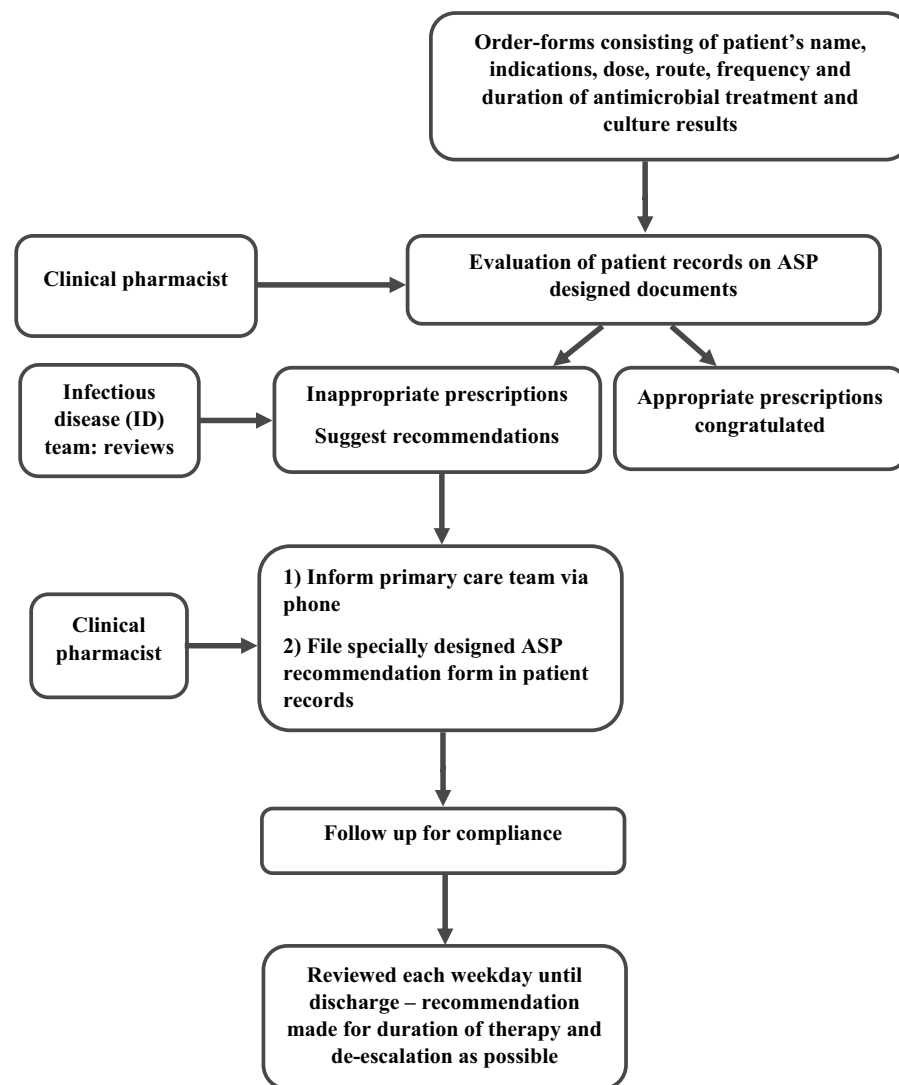 Order-forms consisting of patient’s name,
indications, dose, route, frequency and
duration of antimicrobial treatment and
culture results
Clinical pharmacist
Evaluation of patient records on ASP
designed documents
Infectious
disease (ID)
team: reviews
Inappropriate prescriptions
Suggest recommendations
Appropriate prescriptions
congratulated
Clinical
pharmacist
1) Inform primary care team via
phone
2) File specially designed ASP
recommendation form in patient
records
Follow up for compliance
Reviewed each weekday until
discharge – recommendation
made for duration of therapy and
de-escalation as possible